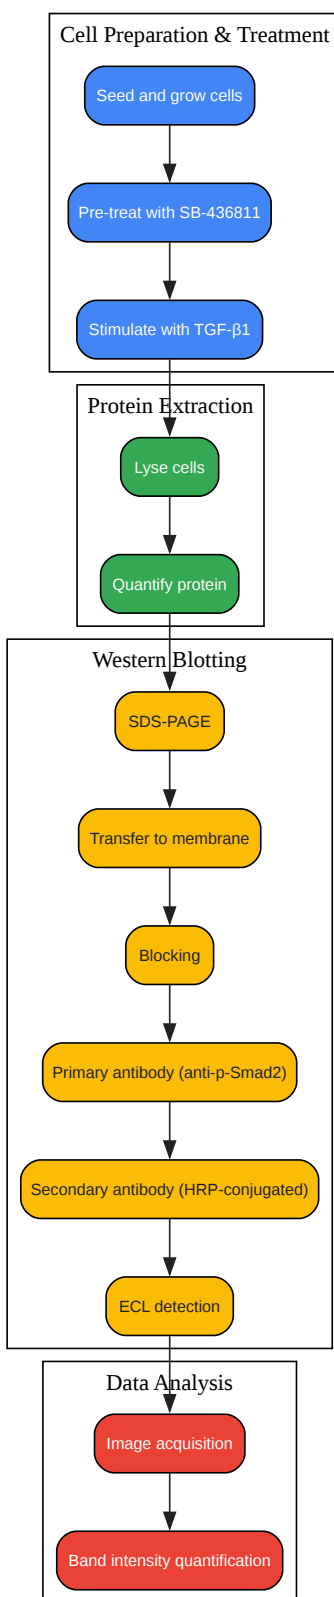 Cell Preparation & Treatment
Seed and grow cells
Pre-treat with SB-436811
Stimulate with TGF-β1
Protein Extraction
Lyse cells
Quantify protein
Western Blotting
SDS-PAGE
Transfer to membrane
Blocking
Primary antibody (anti-p-Smad2)
Secondary antibody (HRP-conjugated)
ECL detection
Data Analysis
Image acquisition
Band intensity quantification